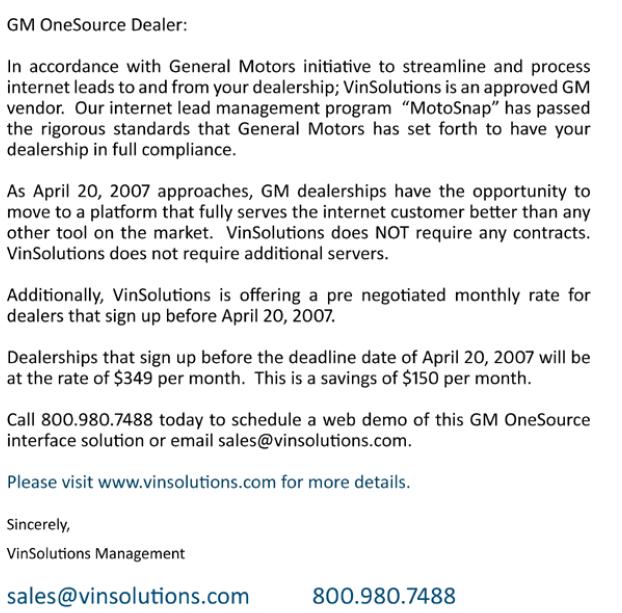 GM OneSource Dealer:
In accordance with General Motors initiative to streamline and process
internet leads to and from your dealership; VinSolutions is an approved GM
vendor. Our internet lead management program “MotoSnap” has passed
the rigorous standards that General Motors has set forth to have your
dealership in full compliance.
As April 20, 2007 approaches, GM dealerships have the opportunity to
move to a platform that fully serves the internet customer better than any
other tool on the market. VinSolutions does NOT require any contracts.
VinSolutions does not require additional servers.
Additionally, VinSolutions is offering a pre negotiated monthly rate for
dealers that sign up before April 20, 2007.
Dealerships that sign up before the deadline date of April 20, 2007 will be
at the rate of $349 per month. This is a savings of $150 per month.
Call 800.980.7488 today to schedule a web demo of this GM OneSource
interface solution or email sales@vinsolutions.com.
Please visit www.vinsolutions.com for more details.
Sincerely,
VinSolutions Management
sales@vinsolutions.com 800.980.7488